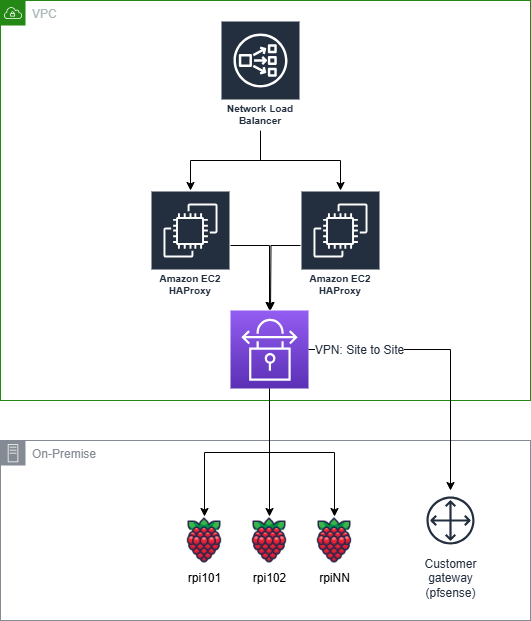 VPC
Network Load
Balancer
Amazon EC2
HAProxy
Amazon EC2
HAProxy
VPN: Site to Site
On-Premise
rpi101
rpi102
rpiNN
Customer
gateway
(pfsense)